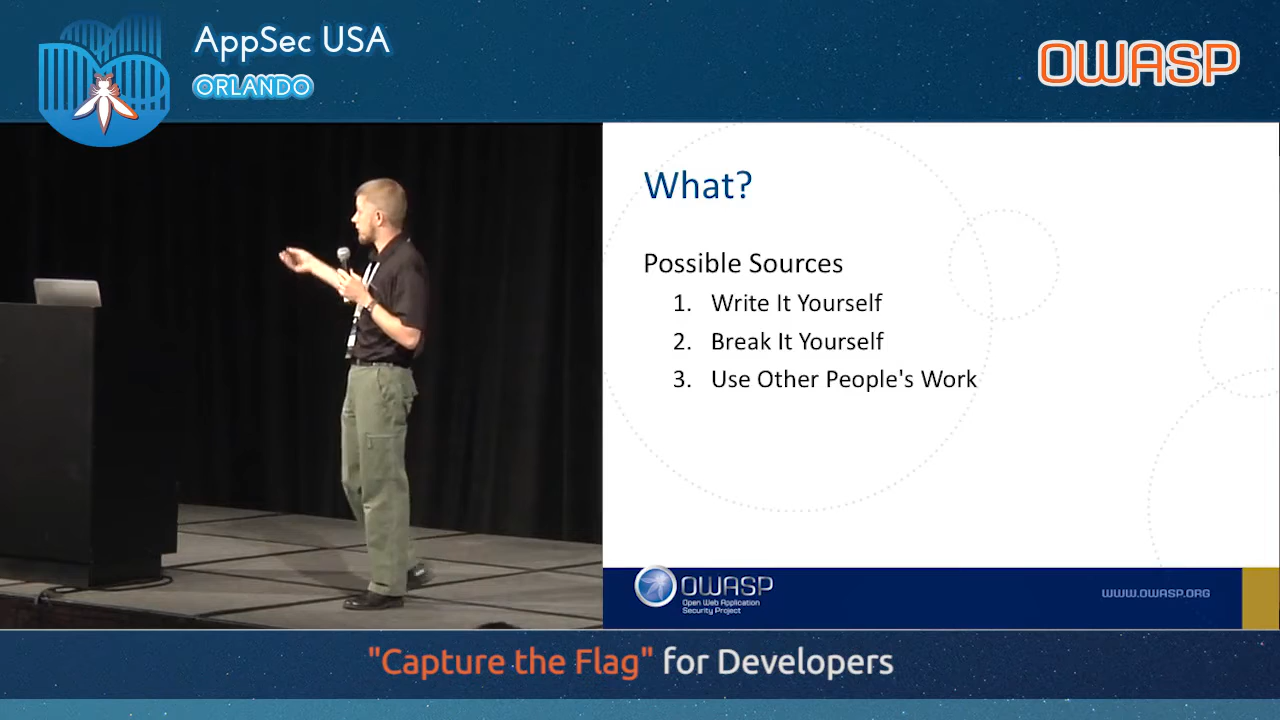 AppSec USA
ORLANDO
OWASP
What?
Possible Sources
1. Write It Yourself
2. Break It Yourself
3. Use Other People's Work
OWASP
Open Web Application
Security Project
WWW.OWASP.ORG
"Capture the Flag" for Developers